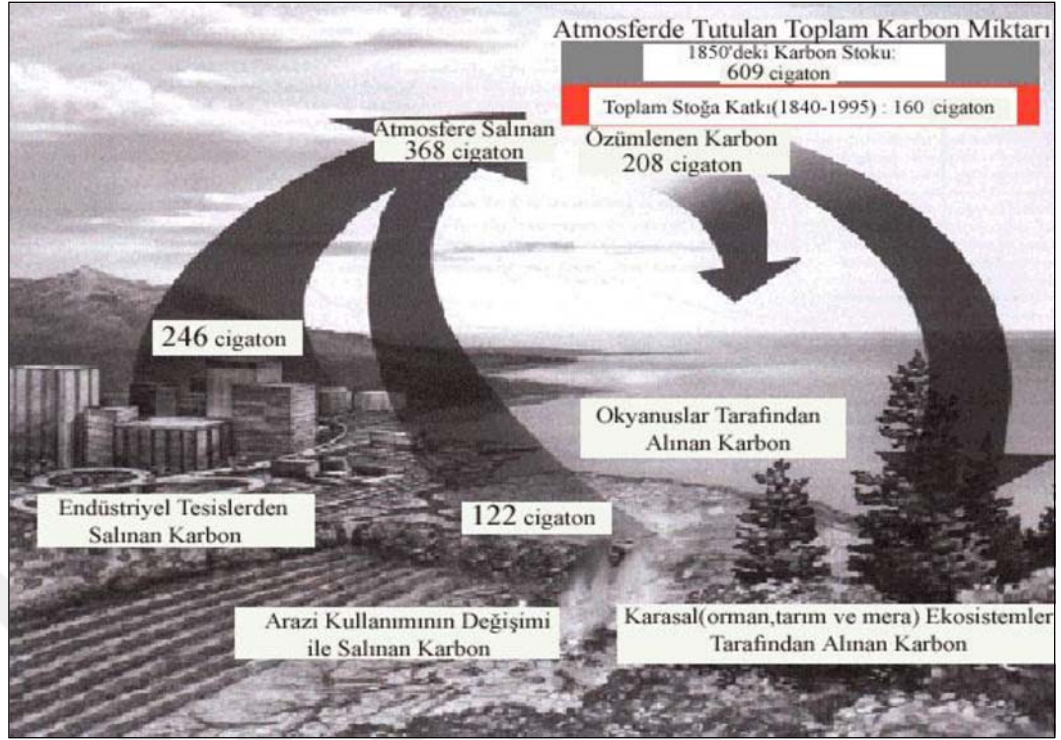 Atmosferde Tutulan Toplam Karbon Miktarı
1850'deki Karbon Stoku:
609 cigaton
Toplam Stoğa Katkı(1840-1995) : 160 cigaton
Atmosfere Salınan
368 cigaton
Özümlenen Karbon
208 cigaton
246 cigaton
Okyanuslar Tarafından
Alınan Karbon
Endüstriyel Tesislerden
Salınan Karbon
122 cigaton
Arazi Kullanımının Değişimi
ile Salınan Karbon
Karasal(orman,tarım ve mera) Ekosistemler
Tarafından Alınan Karbon